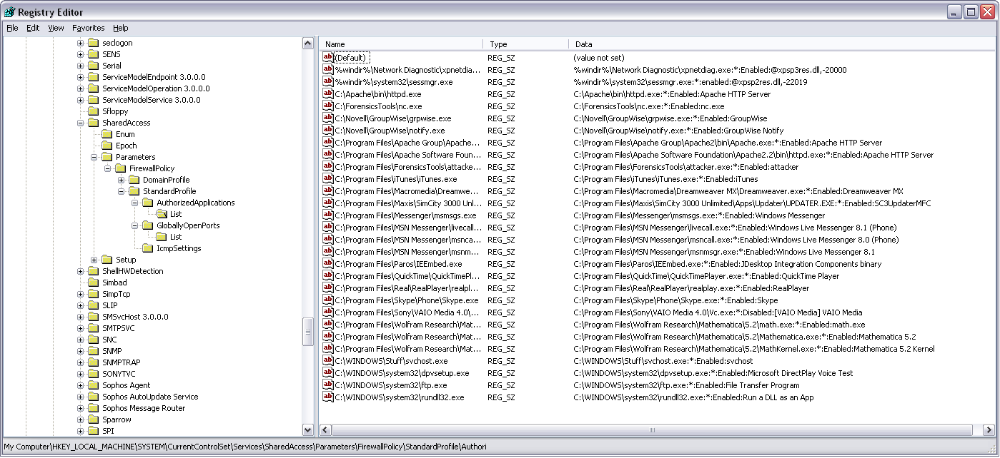 Registry Editor
File Edit View Favorites Help
seclogon
SENS
Serial
ServiceModelEndpoint 3.0.0.0
ServiceModelOperation 3.0.0.0
ServiceModelService 3.0.0.0
Sfloppy
SharedAccess
Enum
Epoch
Parameters
FirewallPolicy
DomainProfile
StandardProfile
AuthorizedApplications
List
GloballyOpenPorts
List
IcmpSettings
Setup
ShellHWDetection
Simbad
SimpTcp
SLIP
SMSvcHost 3.0.0.0
SMTPSVC
SNC
SNMP
SNMPTRAP
SONYTVC
Sophos Agent
Sophos AutoUpdate Service
Sophos Message Router
Sparrow
SPI
Name Type Data
(Default) REG_SZ (value not set)
%windir%\Network Diagnostic\xpnetdia... REG_SZ %windir%\Network Diagnostic\xpnetdiag.exe:*:Enabled:@xpsp3res.dll,-20000
%windir%\system32\sessmgr.exe REG_SZ %windir%\system32\sessmgr.exe:*:enabled:@xpsp2res.dll,-22019
C:\Apache\bin\httpd.exe REG_SZ C:\Apache\bin\httpd.exe:*:Enabled:Apache HTTP Server
C:\ForensicsTools\nc.exe REG_SZ C:\ForensicsTools\nc.exe:*:Enabled:nc.exe
C:\Novell\GroupWise\grpwise.exe REG_SZ C:\Novell\GroupWise\grpwise.exe:*:Enabled:GroupWise
C:\Novell\GroupWise\notify.exe REG_SZ C:\Novell\GroupWise\notify.exe:*:Enabled:GroupWise Notify
C:\Program Files\Apache Group\Apache... REG_SZ C:\Program Files\Apache Group\Apache2\bin\Apache.exe:*:Enabled:Apache HTTP Server
C:\Program Files\Apache Software Foun... REG_SZ C:\Program Files\Apache Software Foundation\Apache2.2\bin\httpd.exe:*:Enabled:Apache HTTP Server
C:\Program Files\ForensicsTools\attacke... REG_SZ C:\Program Files\ForensicsTools\attacker.exe:*:Enabled:attacker
C:\Program Files\iTunes\iTunes.exe REG_SZ C:\Program Files\iTunes\iTunes.exe:*:Enabled:iTunes
C:\Program Files\Macromedia\Dreamwe... REG_SZ C:\Program Files\Macromedia\Dreamweaver MX\Dreamweaver.exe:*:Enabled:Dreamweaver MX
C:\Program Files\Maxis\SimCity 3000 Unl... REG_SZ C:\Program Files\Maxis\SimCity 3000 Unlimited\Apps\Updater\UPDATER.EXE:*:Enabled:SC3UpdaterMFC
C:\Program Files\Messenger\msmsgs.exe REG_SZ C:\Program Files\Messenger\msmsgs.exe:*:Enabled:Windows Messenger
C:\Program Files\MSN Messenger\livecall... REG_SZ C:\Program Files\MSN Messenger\livecall.exe:*:Enabled:Windows Live Messenger 8.1 (Phone)
C:\Program Files\MSN Messenger\msnca... REG_SZ C:\Program Files\MSN Messenger\msncall.exe:*:Enabled:Windows Live Messenger 8.0 (Phone)
C:\Program Files\MSN Messenger\msnm... REG_SZ C:\Program Files\MSN Messenger\msnmsgr.exe:*:Enabled:Windows Live Messenger 8.1
C:\Program Files\Paros\IEEmbed.exe REG_SZ C:\Program Files\Paros\IEEmbed.exe:*:Enabled:JDesktop Integration Components binary
C:\Program Files\QuickTime\QuickTimePl... REG_SZ C:\Program Files\QuickTime\QuickTimePlayer.exe:*:Enabled:QuickTime Player
C:\Program Files\Real\RealPlayer\realpl... REG_SZ C:\Program Files\Real\RealPlayer\realplay.exe:*:Enabled:RealPlayer
C:\Program Files\Skype\Phone\Skype.exe REG_SZ C:\Program Files\Skype\Phone\Skype.exe:*:Enabled:Skype
C:\Program Files\Sony\VAIO Media 4.0\... REG_SZ C:\Program Files\Sony\VAIO Media 4.0\Vc.exe:*:Disabled:[VAIO Media] VAIO Media
C:\Program Files\Wolfram Research\Mat... REG_SZ C:\Program Files\Wolfram Research\Mathematica\5.2\math.exe:*:Enabled:math.exe
C:\Program Files\Wolfram Research\Mat... REG_SZ C:\Program Files\Wolfram Research\Mathematica\5.2\Mathematica.exe:*:Enabled:Mathematica 5.2
C:\Program Files\Wolfram Research\Mat... REG_SZ C:\Program Files\Wolfram Research\Mathematica\5.2\MathKernel.exe:*:Enabled:Mathematica 5.2 Kernel
C:\WINDOWS\Stuff\svchost.exe REG_SZ C:\WINDOWS\Stuff\svchost.exe:*:Enabled:svchost
C:\WINDOWS\system32\dpvsetup.exe REG_SZ C:\WINDOWS\system32\dpvsetup.exe:*:Enabled:Microsoft DirectPlay Voice Test
C:\WINDOWS\system32\ftp.exe REG_SZ C:\WINDOWS\system32\ftp.exe:*:Enabled:File Transfer Program
C:\WINDOWS\system32\rundll32.exe REG_SZ C:\WINDOWS\system32\rundll32.exe:*:Enabled:Run a DLL as an App
My Computer\HKEY_LOCAL_MACHINE\SYSTEM\CurrentControlSet\Services\SharedAccess\Parameters\FirewallPolicy\StandardProfile\Authori